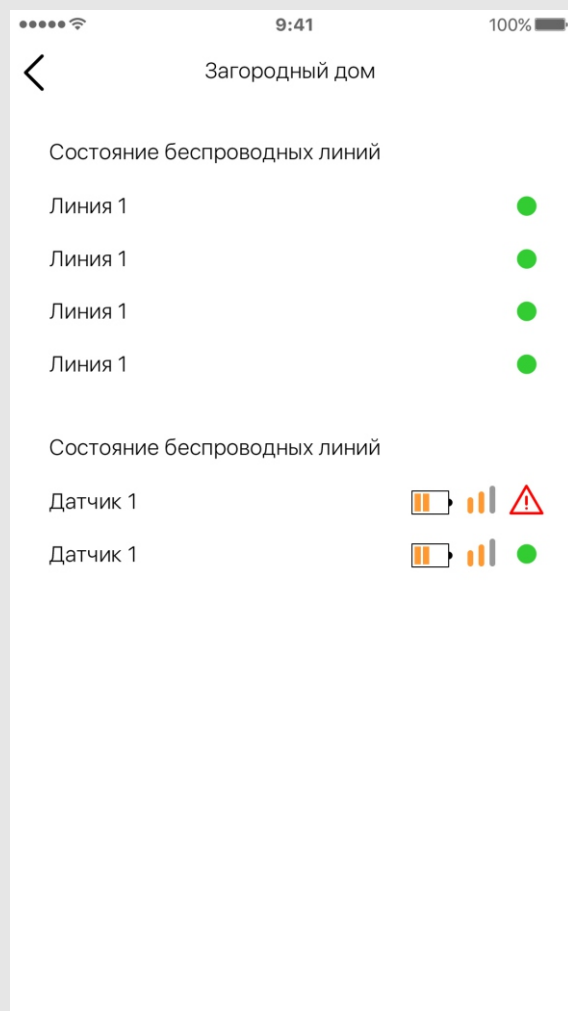 9:41
100%
Загородный дом
Состояние беспроводных линий
Линия 1
Линия 1
Линия 1
Линия 1
Состояние беспроводных линий
Датчик 1
Датчик 1